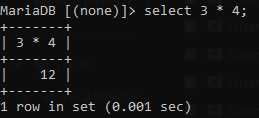 MariaDB [(none)]> select 3 * 4;
+-------+
| 3 * 4 |
+-------+
|    12 |
+-------+
1 row in set (0.001 sec)